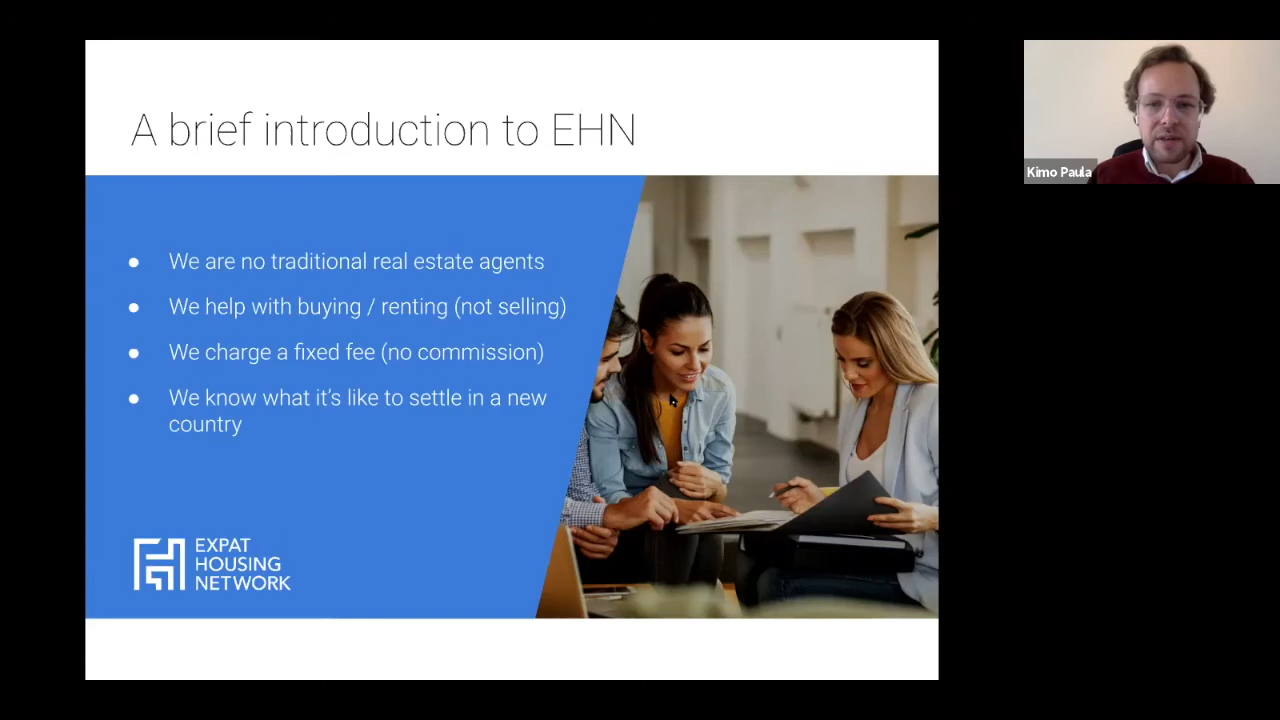 A brief introduction to EHN
We are no traditional real estate agents
We help with buying / renting (not selling)
We charge a fixed fee (no commission)
We know what it's like to settle in a new
country
EXPAT
HOUSING
NETWORK
Kimo Paula